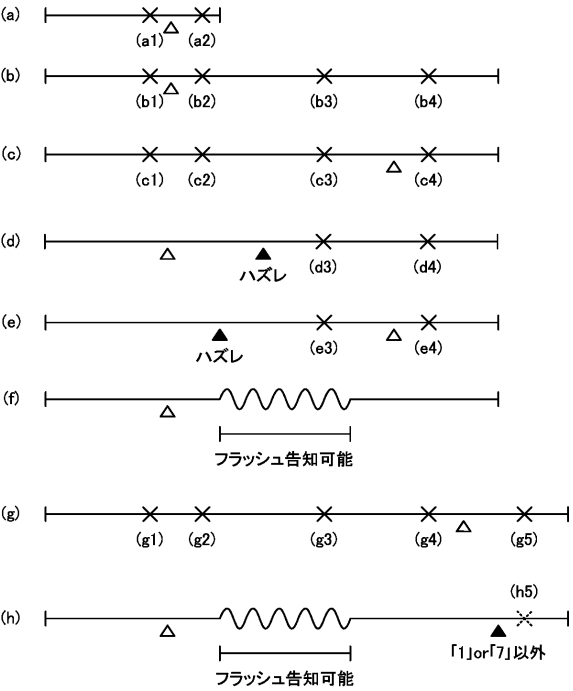 (a)
(a1) (a2)
(b)
(b1) (b2) (b3) (b4)
(c)
(c1) (c2) (c3) (c4)
(d)
ハズレ (d3) (d4)
(e)
ハズレ (e3) (e4)
(f)
フラッシュ告知可能
(g)
(g1) (g2) (g3) (g4) (g5)
(h5)
(h)
「1」or「7」以外
フラッシュ告知可能